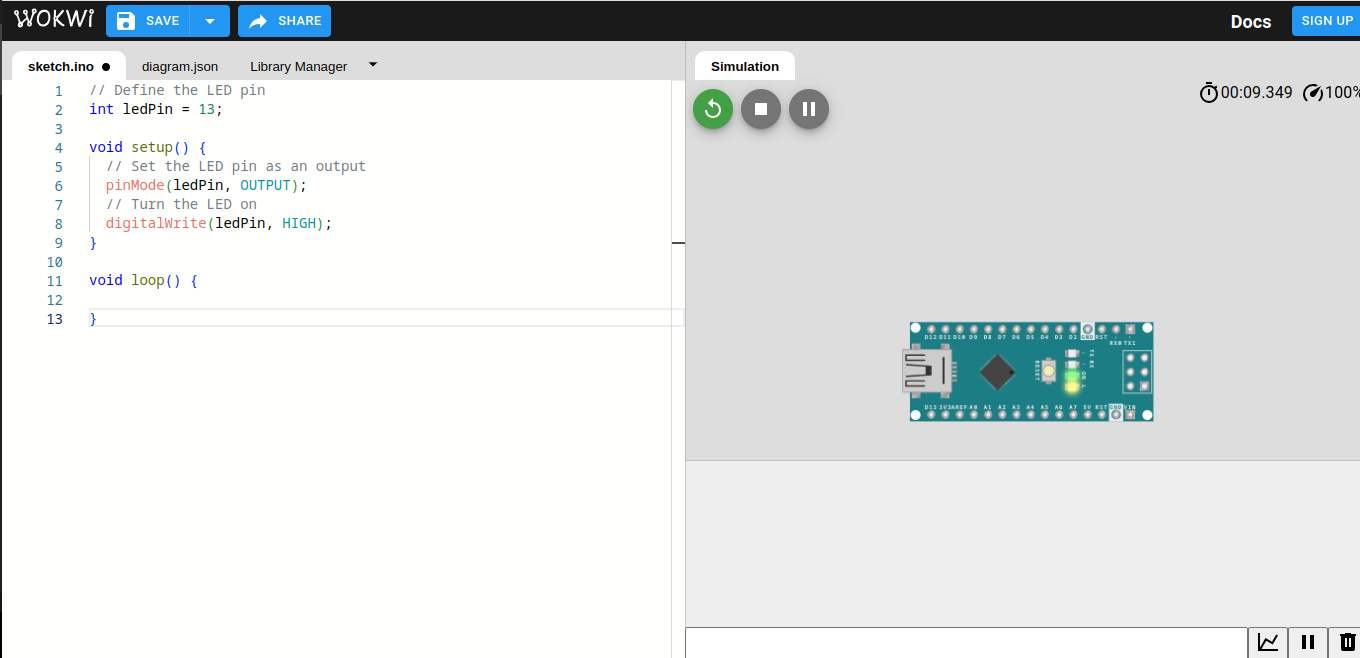 WOKWi SAVE SHARE Docs SIGN UP
sketch.ino diagram.json Library Manager Simulation
00:09.349 100%
1 // Define the LED pin
2 int ledPin = 13;
3
4 void setup() {
5 // Set the LED pin as an output
6 pinMode(ledPin, OUTPUT);
7 // Turn the LED on
8 digitalWrite(ledPin, HIGH);
9 }
10
11 void loop() {
12
13 }
D12 D11 D10 D9 D8 D7 D6 D5 D4 D3 D2 GND RST
RX0 TX1
TX RX
ON L
RESET
D13 3V3 AREF A0 A1 A2 A3 A4 A5 A6 A7 5V RST GND VIN